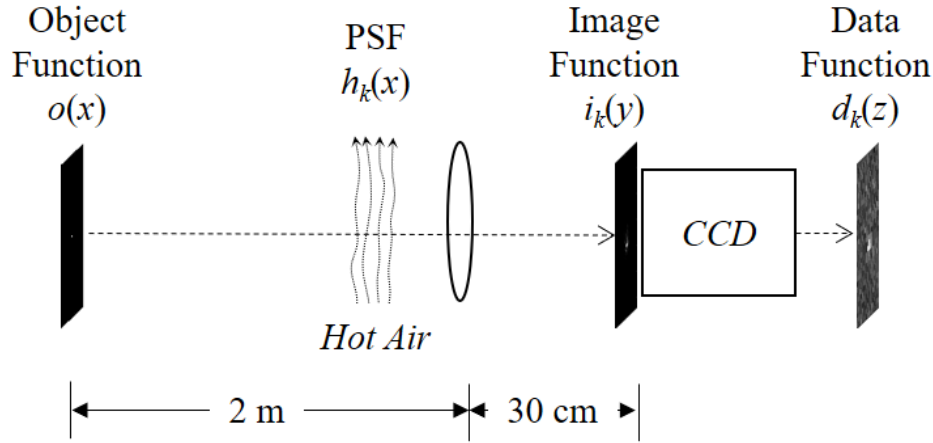 Object
Function
o(x)
PSF
h_k(x)
Image
Function
i_k(y)
Data
Function
d_k(z)
CCD
Hot Air
2 m
30 cm